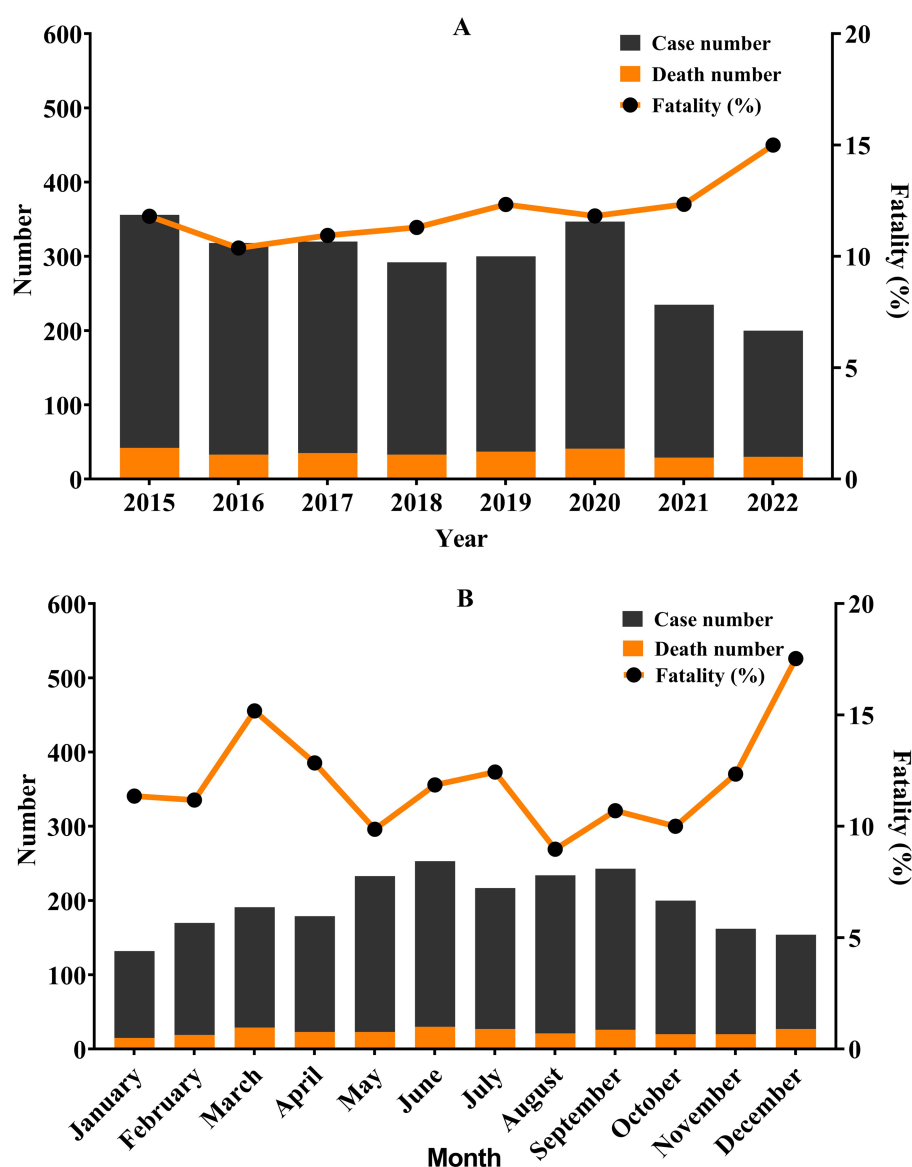 A
600
500
400
300
200
100
0
Number
20
15
10
5
0
Fatality (%)
Case number
Death number
Fatality (%)
2015 2016 2017 2018 2019 2020 2021 2022
Year
B
600
500
400
300
200
100
0
Number
20
15
10
5
0
Fatality (%)
Case number
Death number
Fatality (%)
January February March April May June July August September October November December
Month